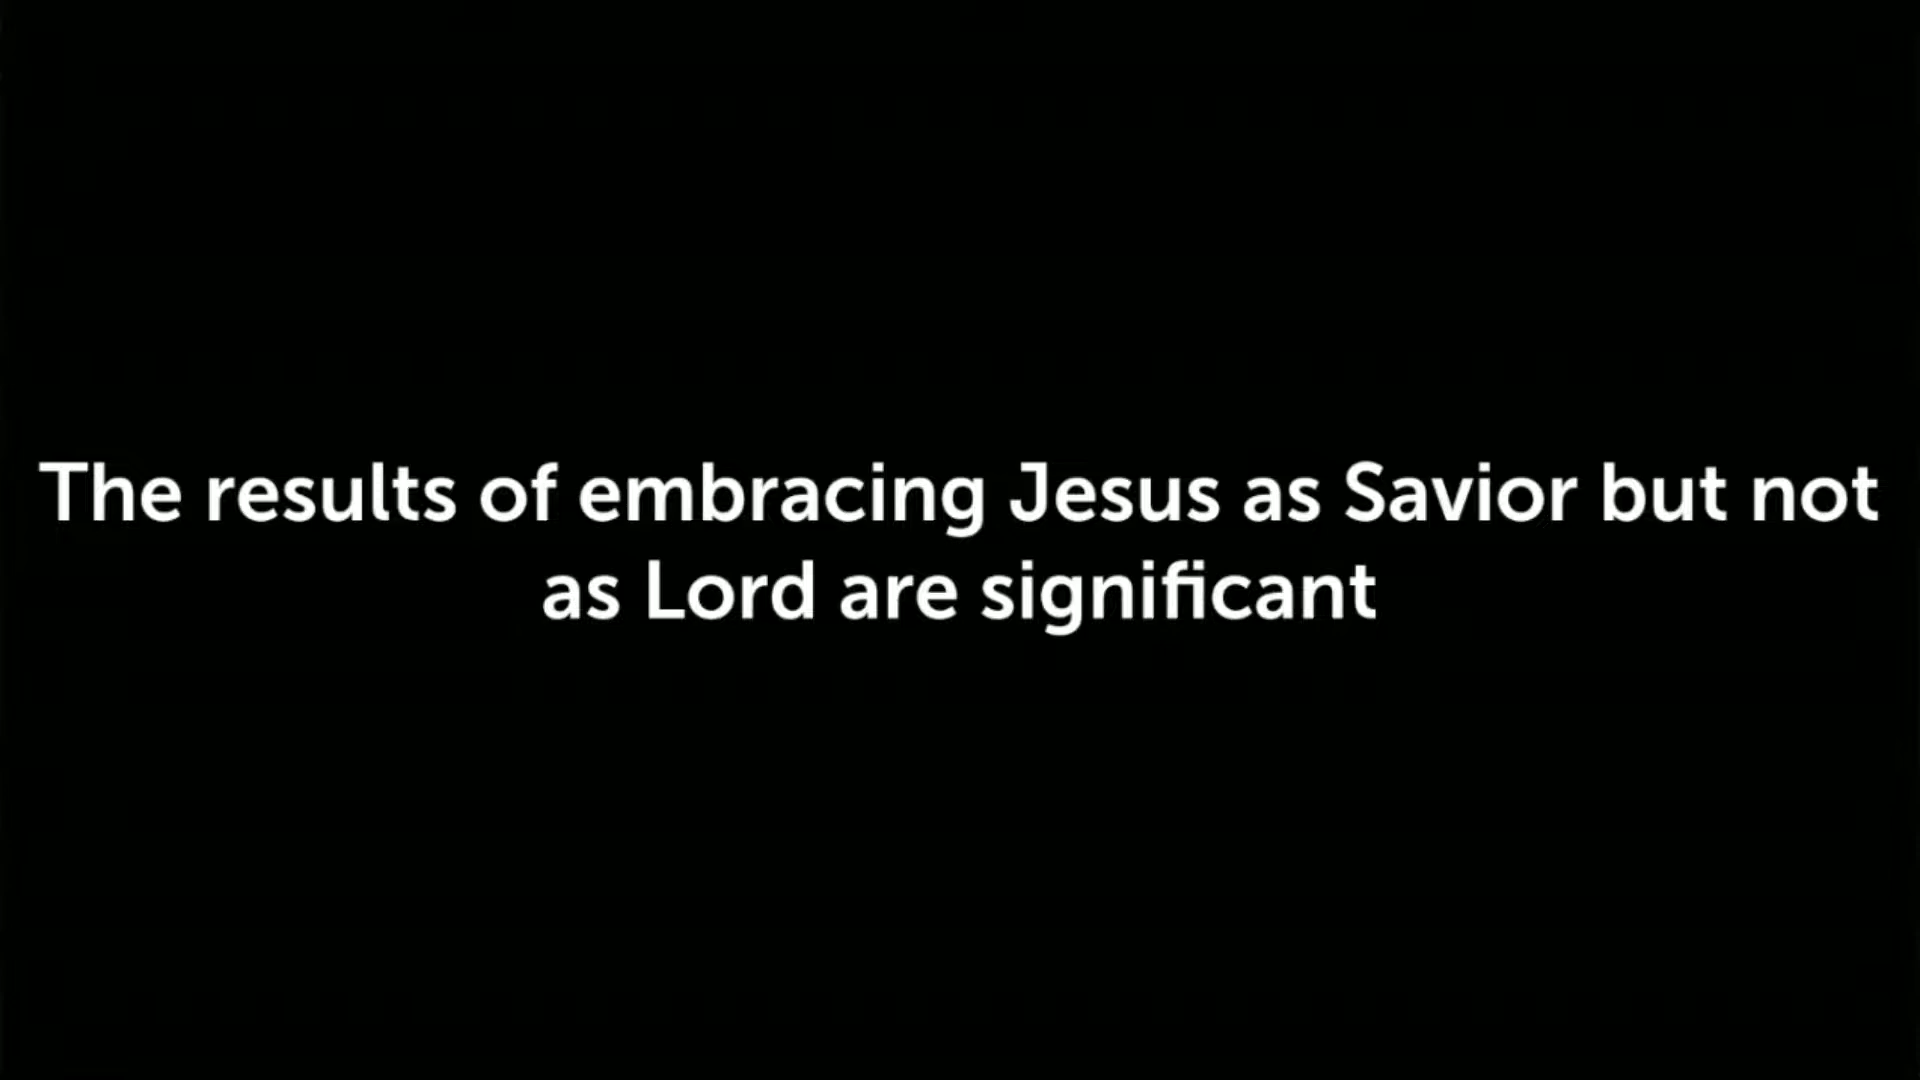 The results of embracing Jesus as Savior but not
as Lord are significant